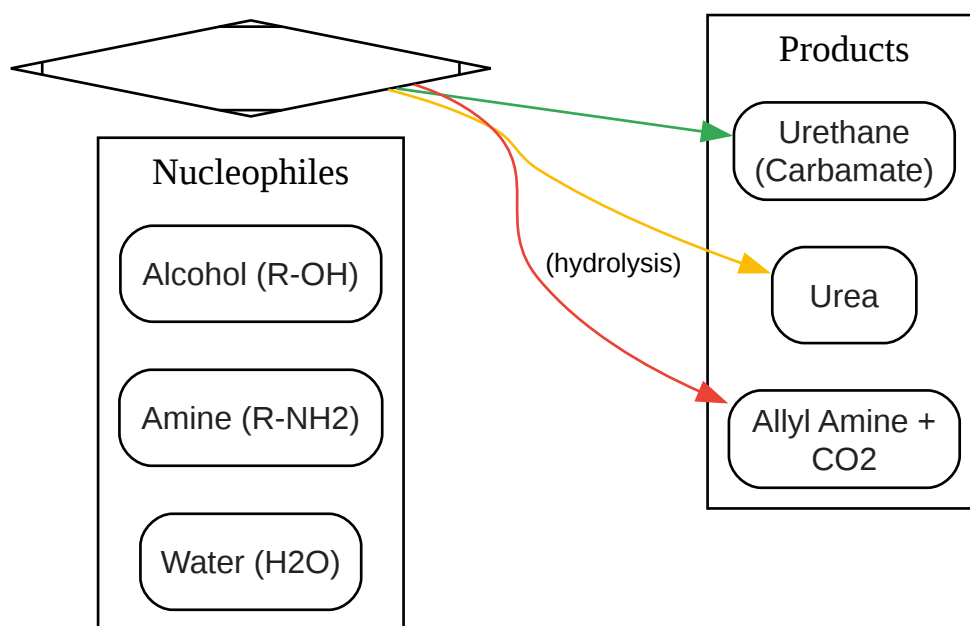 Products
Urethane
(Carbamate)
Nucleophiles
Alcohol (R-OH)
(hydrolysis)
Urea
Amine (R-NH2)
Allyl Amine +
CO2
Water (H2O)